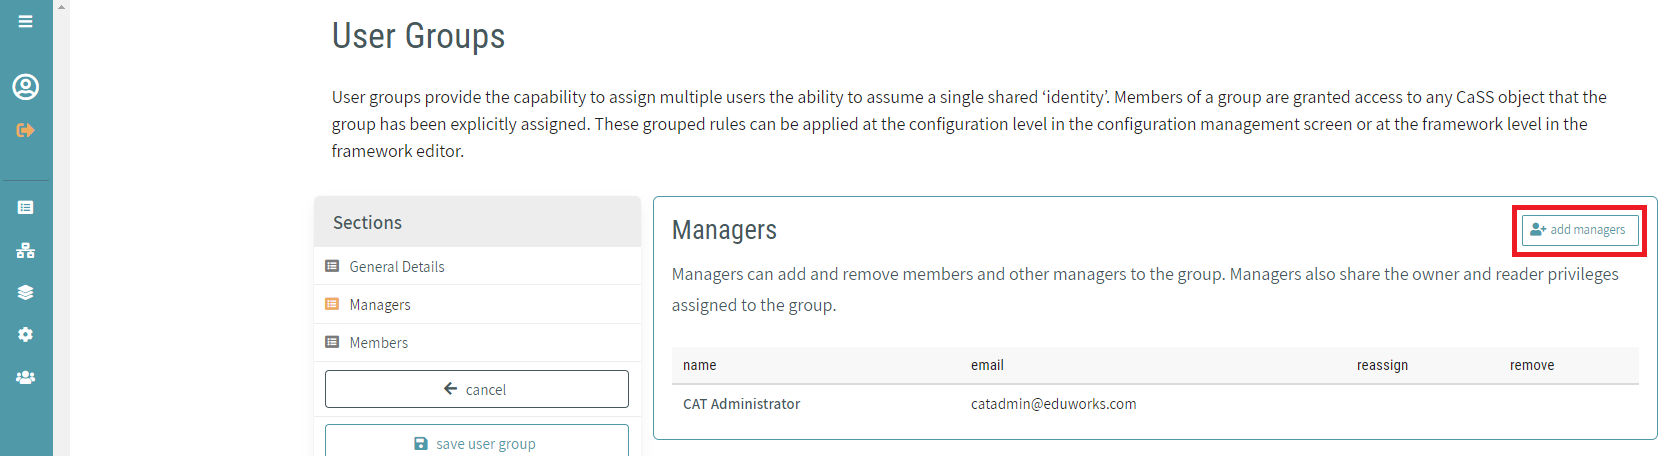 User Groups
User groups provide the capability to assign multiple users the ability to assume a single shared ‘identity’. Members of a group are granted access to any CaSS object that the
group has been explicitly assigned. These grouped rules can be applied at the configuration level in the configuration management screen or at the framework level in the
framework editor.
Sections
General Details
Managers
Members
cancel
save user group
Managers
add managers
Managers can add and remove members and other managers to the group. Managers also share the owner and reader privileges
assigned to the group.
name email reassign remove
CAT Administrator catadmin@eduworks.com